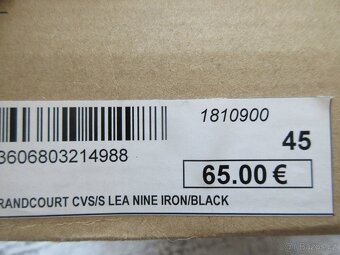 1810900
3606803214988
45
65.00 €
RANDCOURT CVS/S LEA NINE IRON/BLACK